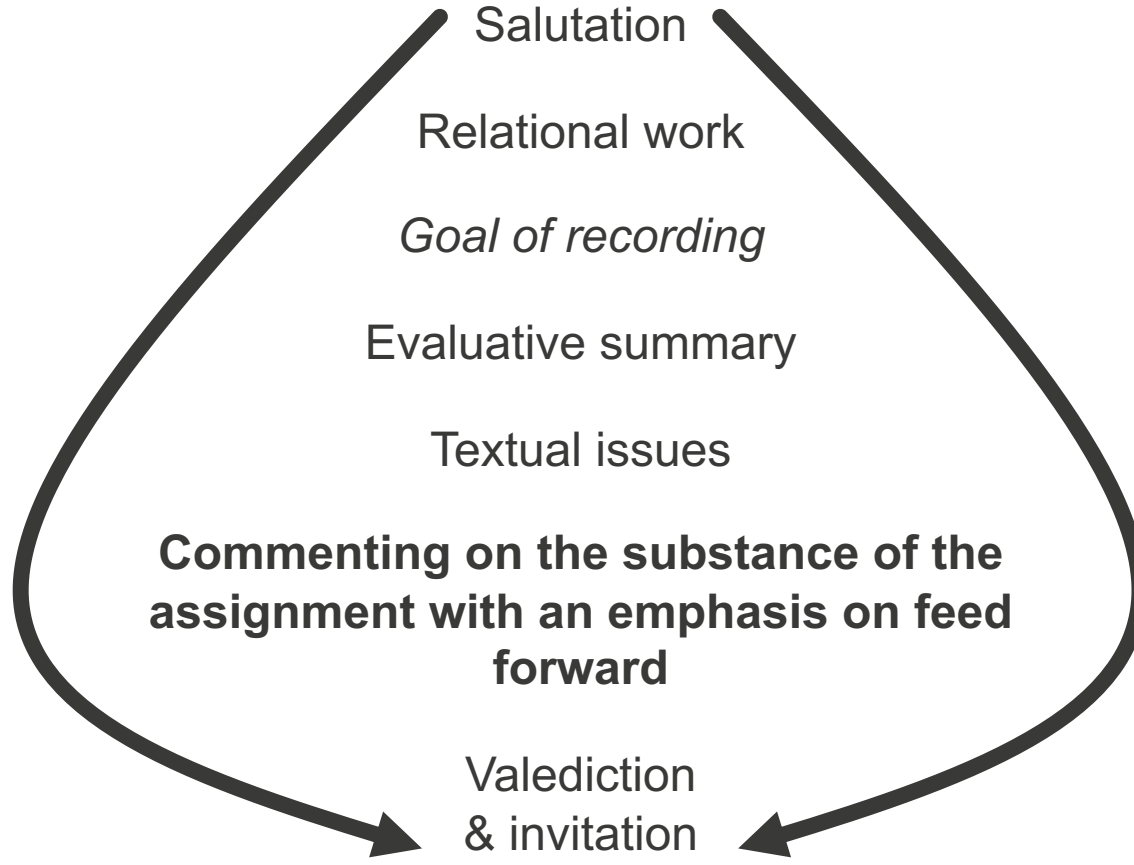 Salutation
Relational work
Goal of recording
Evaluative summary
Textual issues
Commenting on the substance of the
assignment with an emphasis on feed
forward
Valediction
& invitation